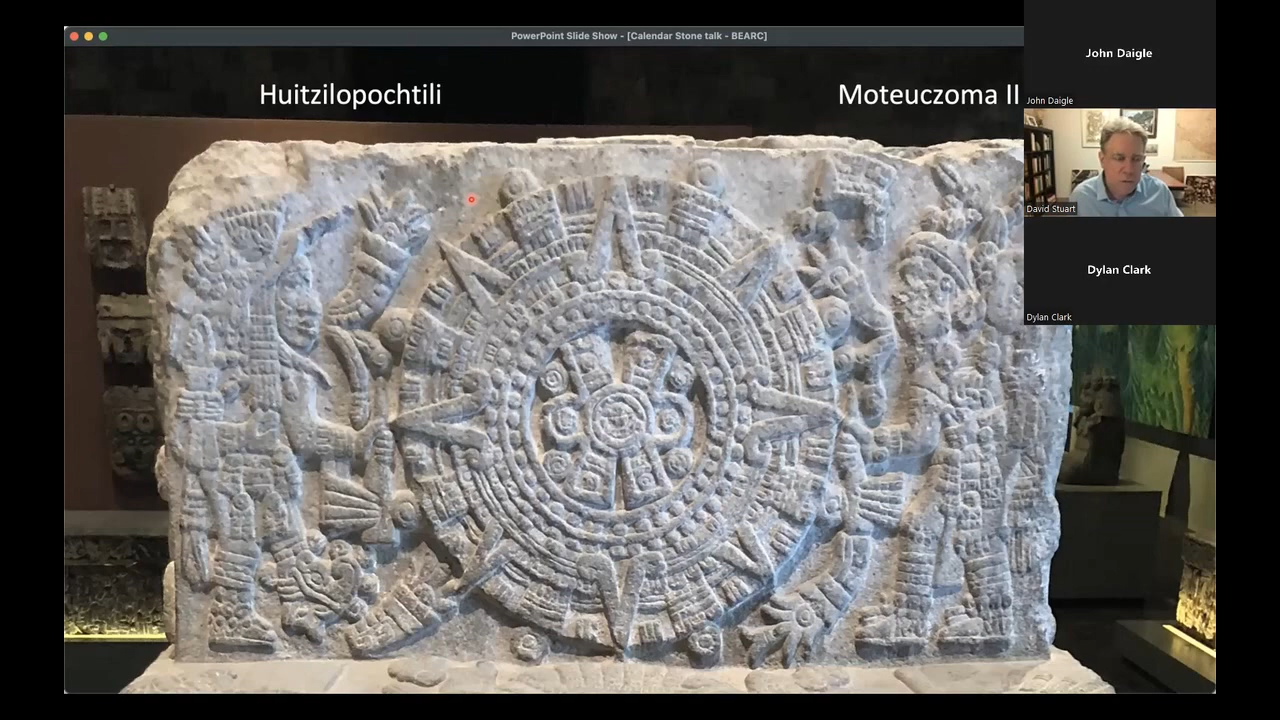 PowerPoint Slide Show - [Calendar Stone talk - BEARC]
Huitzilopochtili
Moteuczoma II
John Daigle
John Daigle
David Stuart
Dylan Clark
Dylan Clark